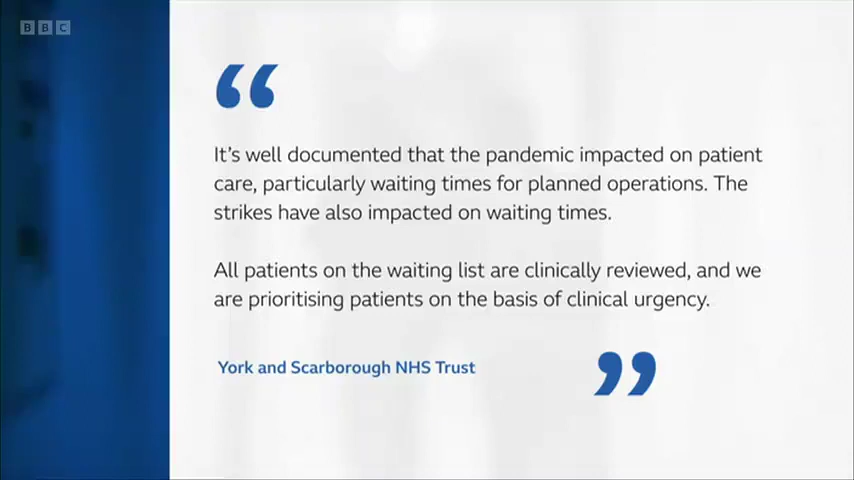 BBC
It's well documented that the pandemic impacted on patient
care, particularly waiting times for planned operations. The
strikes have also impacted on waiting times.
All patients on the waiting list are clinically reviewed, and we
are prioritising patients on the basis of clinical urgency.
York and Scarborough NHS Trust